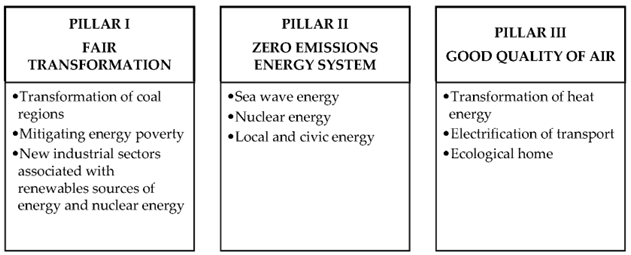 PILLAR I
FAIR
TRANSFORMATION
•Transformation of coal
regions
•Mitigating energy poverty
•New industrial sectors
associated with
renewables sources of
energy and nuclear energy
PILLAR II
ZERO EMISSIONS
ENERGY SYSTEM
•Sea wave energy
•Nuclear energy
•Local and civic energy
PILLAR III
GOOD QUALITY OF AIR
•Transformation of heat
energy
•Electrification of transport
•Ecological home